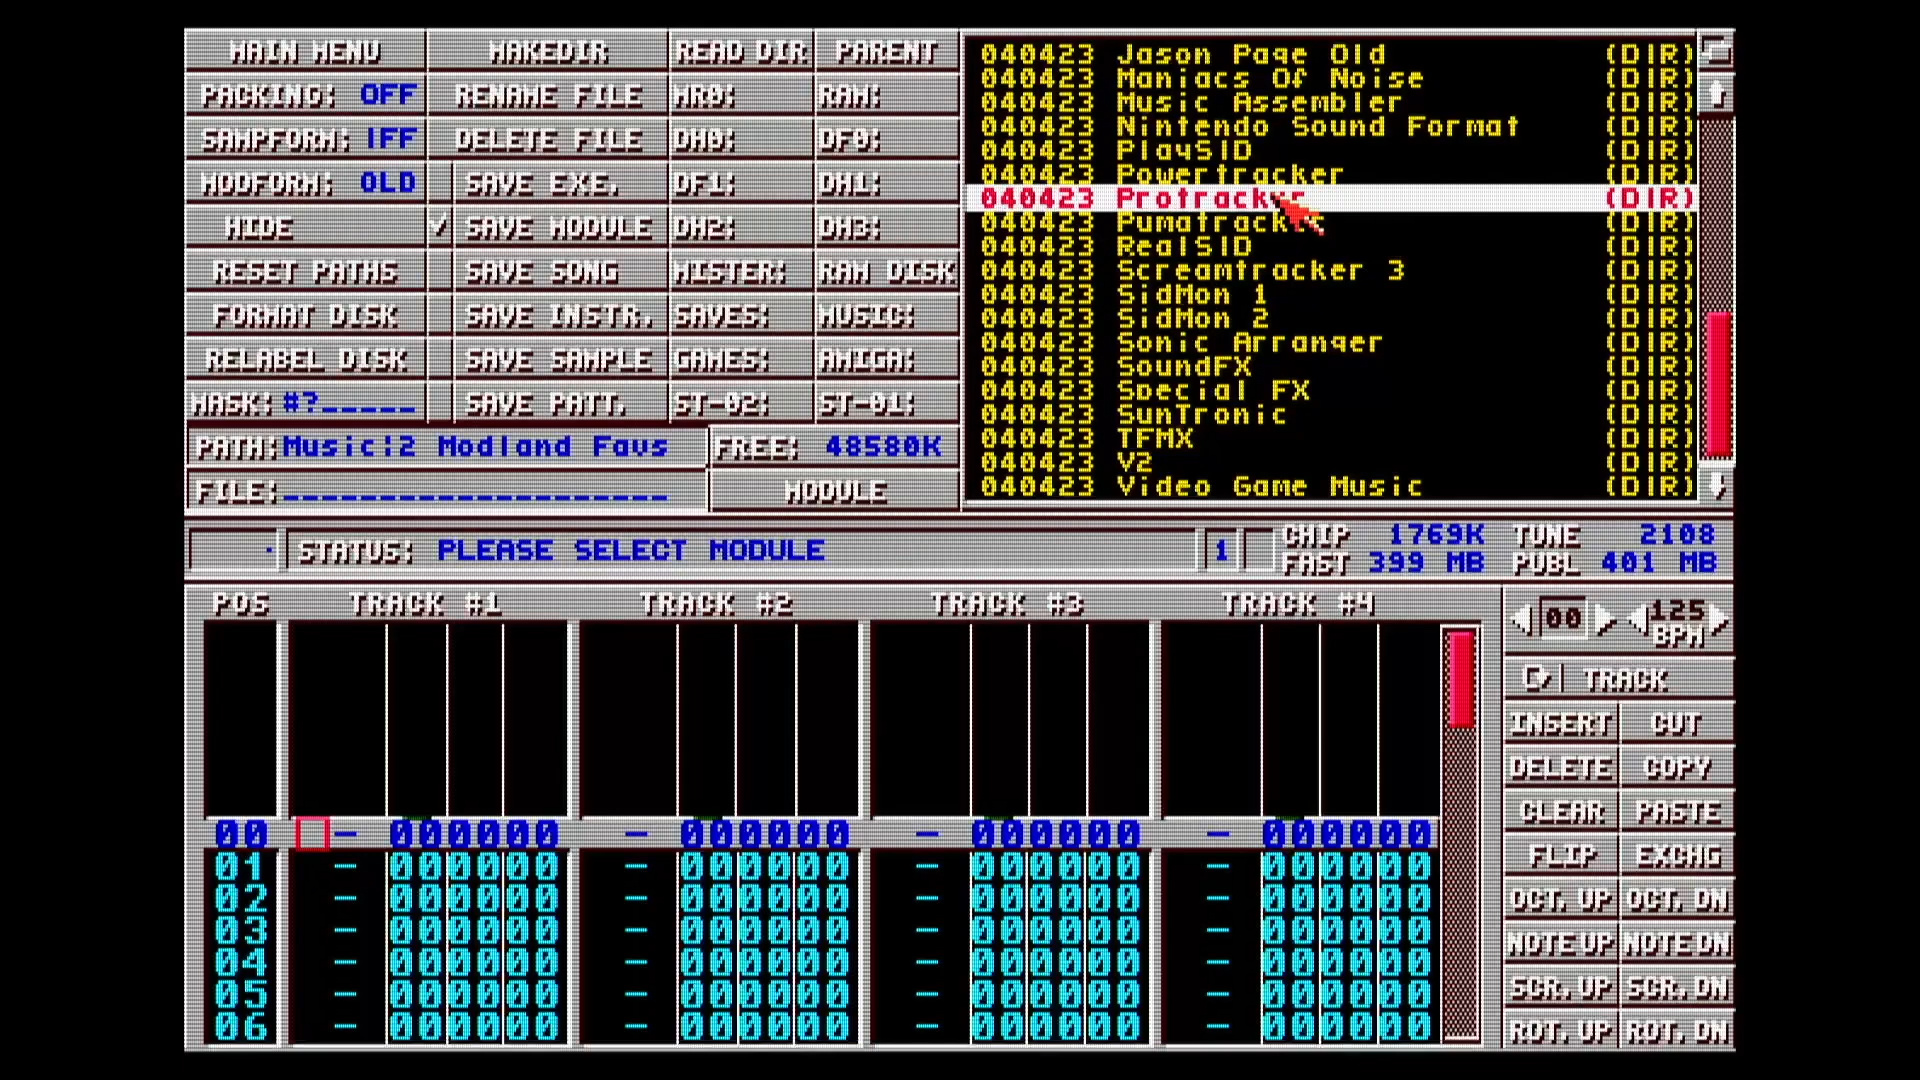 MAIN MENU MAKEDIR READ DIR PARENT
PACKING: OFF RENAME FILE WR0: RAW:
SAMPFORM: IFF DELETE FILE DH0: DF0:
MODFORM: OLD SAVE EXE. DF1: DH1:
HIDE SAVE MODULE DH2: DH3:
RESET PATHS SAVE SONG MISTER: RAM DISK
FORMAT DISK SAVE INSTR. SAVES: MUSIC:
RELABEL DISK SAVE SAMPLE GAMES: AMIGA:
MASK: #?_____ SAVE PATT. ST-02: ST-01:
PATH: Music:2 Modland Favs FREE: 48580K
FILE: ____________________ MODULE
040423 Jason Page Old (DIR)
040423 Maniacs Of Noise (DIR)
040423 Music Assembler (DIR)
040423 Nintendo Sound Format (DIR)
040423 PlaySID (DIR)
040423 Powertracker (DIR)
040423 Protracker (DIR)
040423 Pumatracker (DIR)
040423 RealSID (DIR)
040423 Screamtracker 3 (DIR)
040423 SidMon 1 (DIR)
040423 SidMon 2 (DIR)
040423 Sonic Arranger (DIR)
040423 SoundFX (DIR)
040423 Special FX (DIR)
040423 SunTronic (DIR)
040423 TFMX (DIR)
040423 V2 (DIR)
040423 Video Game Music (DIR)
STATUS: PLEASE SELECT MODULE 1 CHIP 1769K TUNE 2108
FAST 399 MB PUBL 401 MB
POS TRACK #1 TRACK #2 TRACK #3 TRACK #4
00 - 000000 - 000000 - 000000 - 000000
01 - 000000 - 000000 - 000000 - 000000
02 - 000000 - 000000 - 000000 - 000000
03 - 000000 - 000000 - 000000 - 000000
04 - 000000 - 000000 - 000000 - 000000
05 - 000000 - 000000 - 000000 - 000000
06 - 000000 - 000000 - 000000 - 000000
00 125
BPM
TRACK
INSERT CUT
DELETE COPY
CLEAR PASTE
FLIP EXCHG
OCT. UP OCT. DN
NOTE UP NOTE DN
SCR. UP SCR. DN
ROT. UP ROT. DN